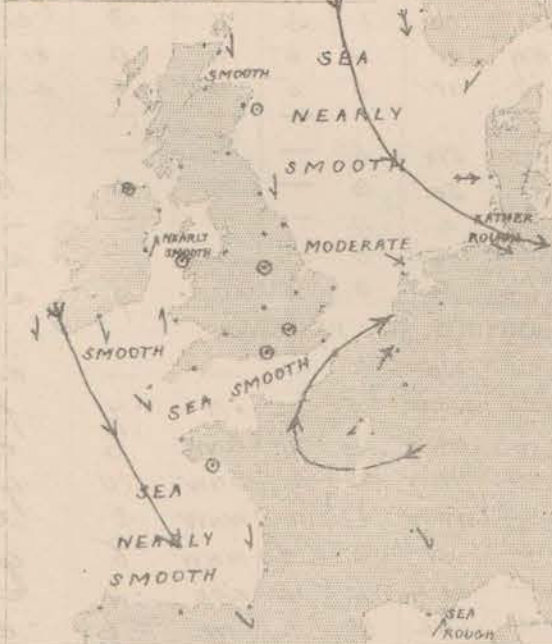 SMOOTH
SEA
NEARLY
SMOOTH
RATHER
ROUGH
NEARLY
SMOOTH
MODERATE
SMOOTH
SEA SMOOTH
SEA
NEARLY
SMOOTH
SEA
ROUGH